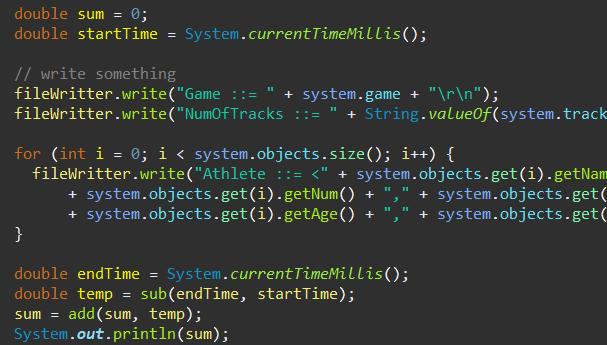 double sum = 0;
double startTime = System.currentTimeMillis();
// write something
fileWritter.write("Game ::= " + system.game + "\r\n");
fileWritter.write("NumOfTracks ::= " + String.valueOf(system.track
for (int i = 0; i < system.objects.size(); i++) {
fileWritter.write("Athlete ::= <" + system.objects.get(i).getNam
+ system.objects.get(i).getNum() + "," + system.objects.get(
+ system.objects.get(i).getAge() + "," + system.objects.get(
}
double endTime = System.currentTimeMillis();
double temp = sub(endTime, startTime);
sum = add(sum, temp);
System.out.println(sum);